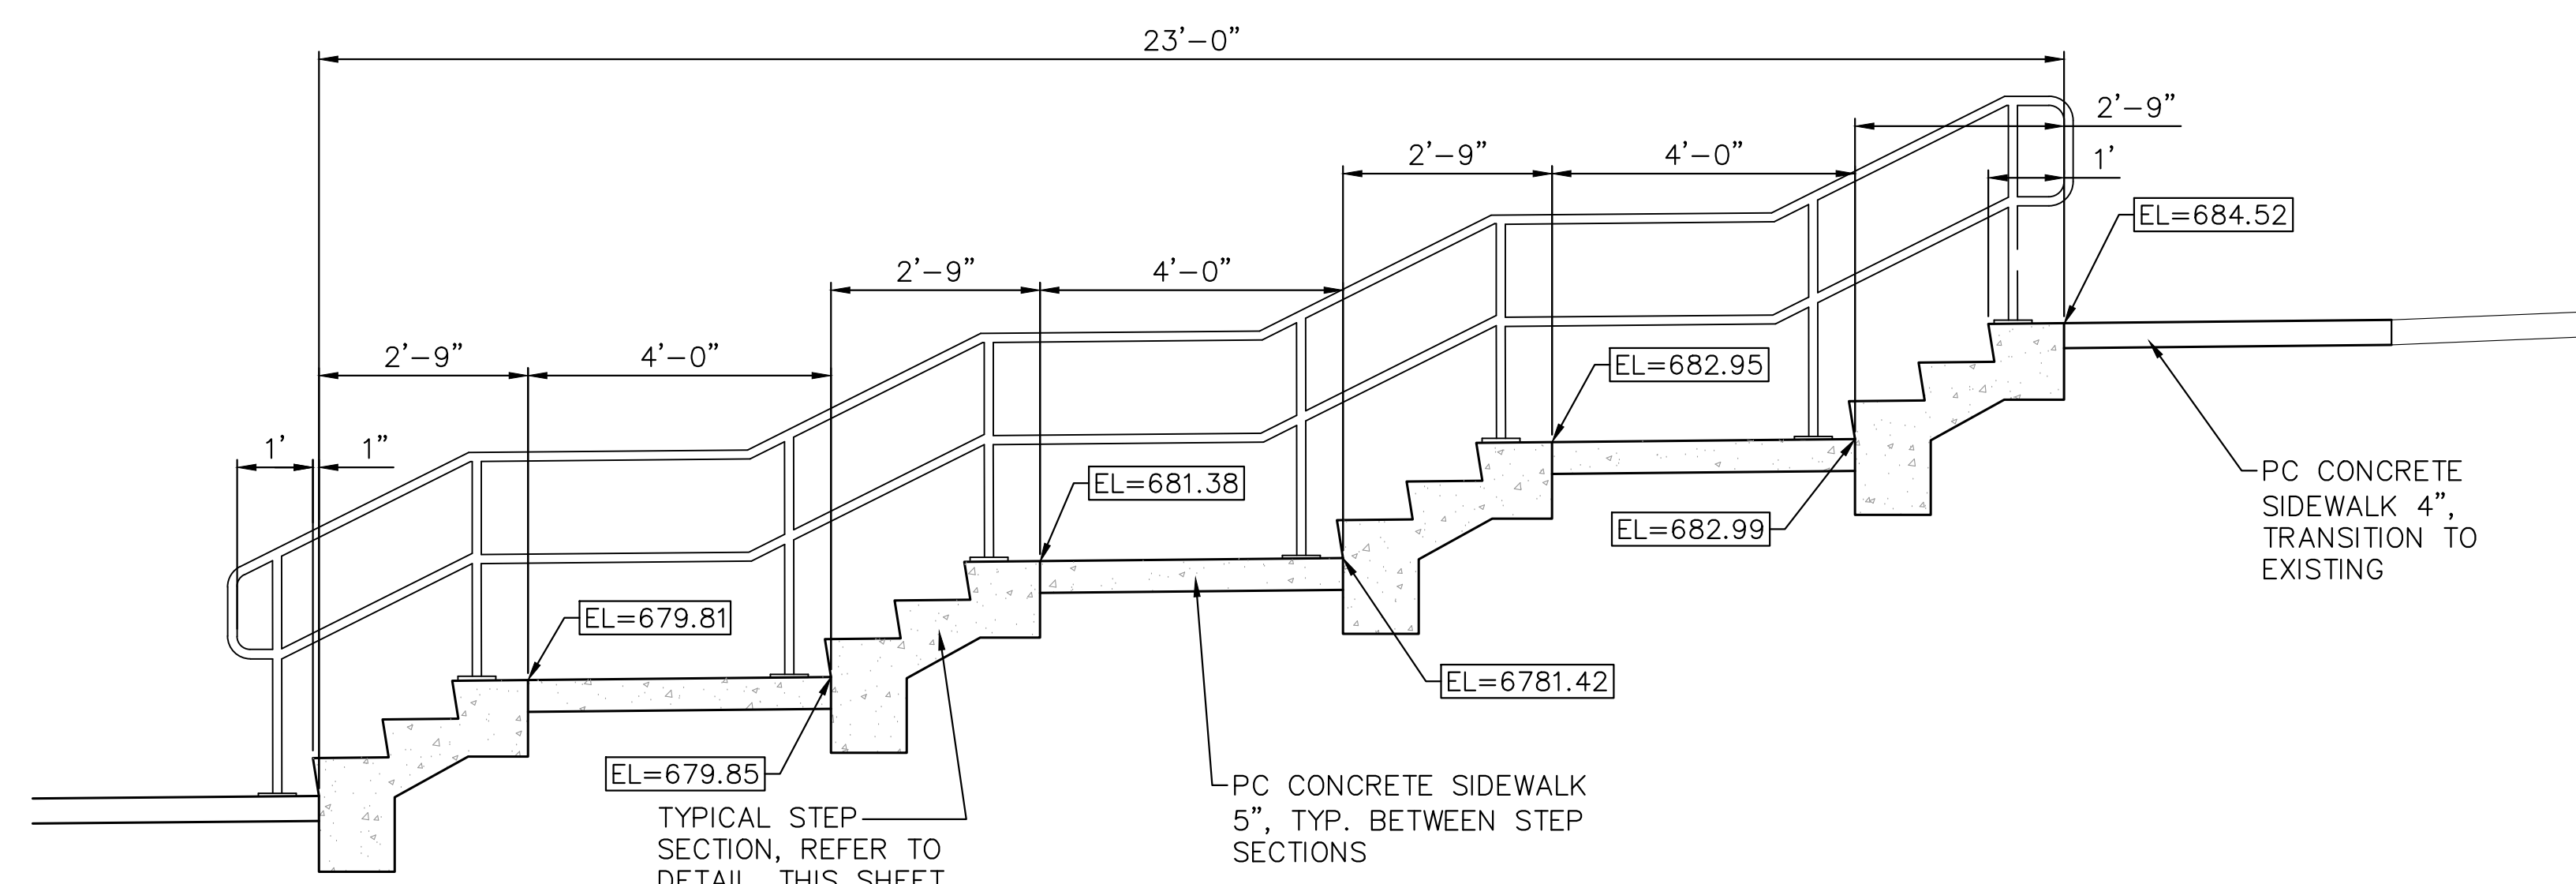 23'-0"
2'-9"
1'
2'-9"
4'-0"
EL=684.52
2'-9"
4'-0"
2'-9"
4'-0"
EL=682.95
1'
1"
EL=681.38
PC CONCRETE
SIDEWALK 4",
TRANSITION TO
EXISTING
EL=682.99
EL=679.81
EL=6781.42
EL=679.85
TYPICAL STEP
SECTION, REFER TO
DETAIL, THIS SHEET
PC CONCRETE SIDEWALK
5", TYP. BETWEEN STEP
SECTIONS